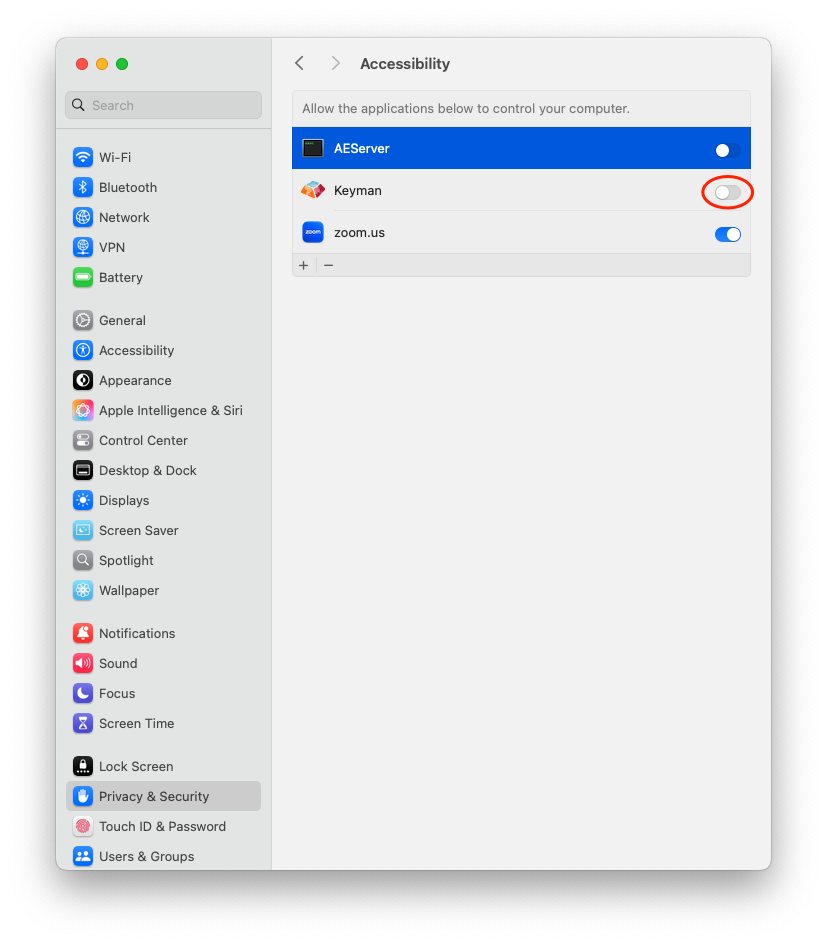 Accessibility
Search
Allow the applications below to control your computer.
AEServer
Keyman
zoom
zoom.us
+ −
Wi-Fi
Bluetooth
Network
VPN
Battery
General
Accessibility
Appearance
Apple Intelligence & Siri
Control Center
Desktop & Dock
Displays
Screen Saver
Spotlight
Wallpaper
Notifications
Sound
Focus
Screen Time
Lock Screen
Privacy & Security
Touch ID & Password
Users & Groups